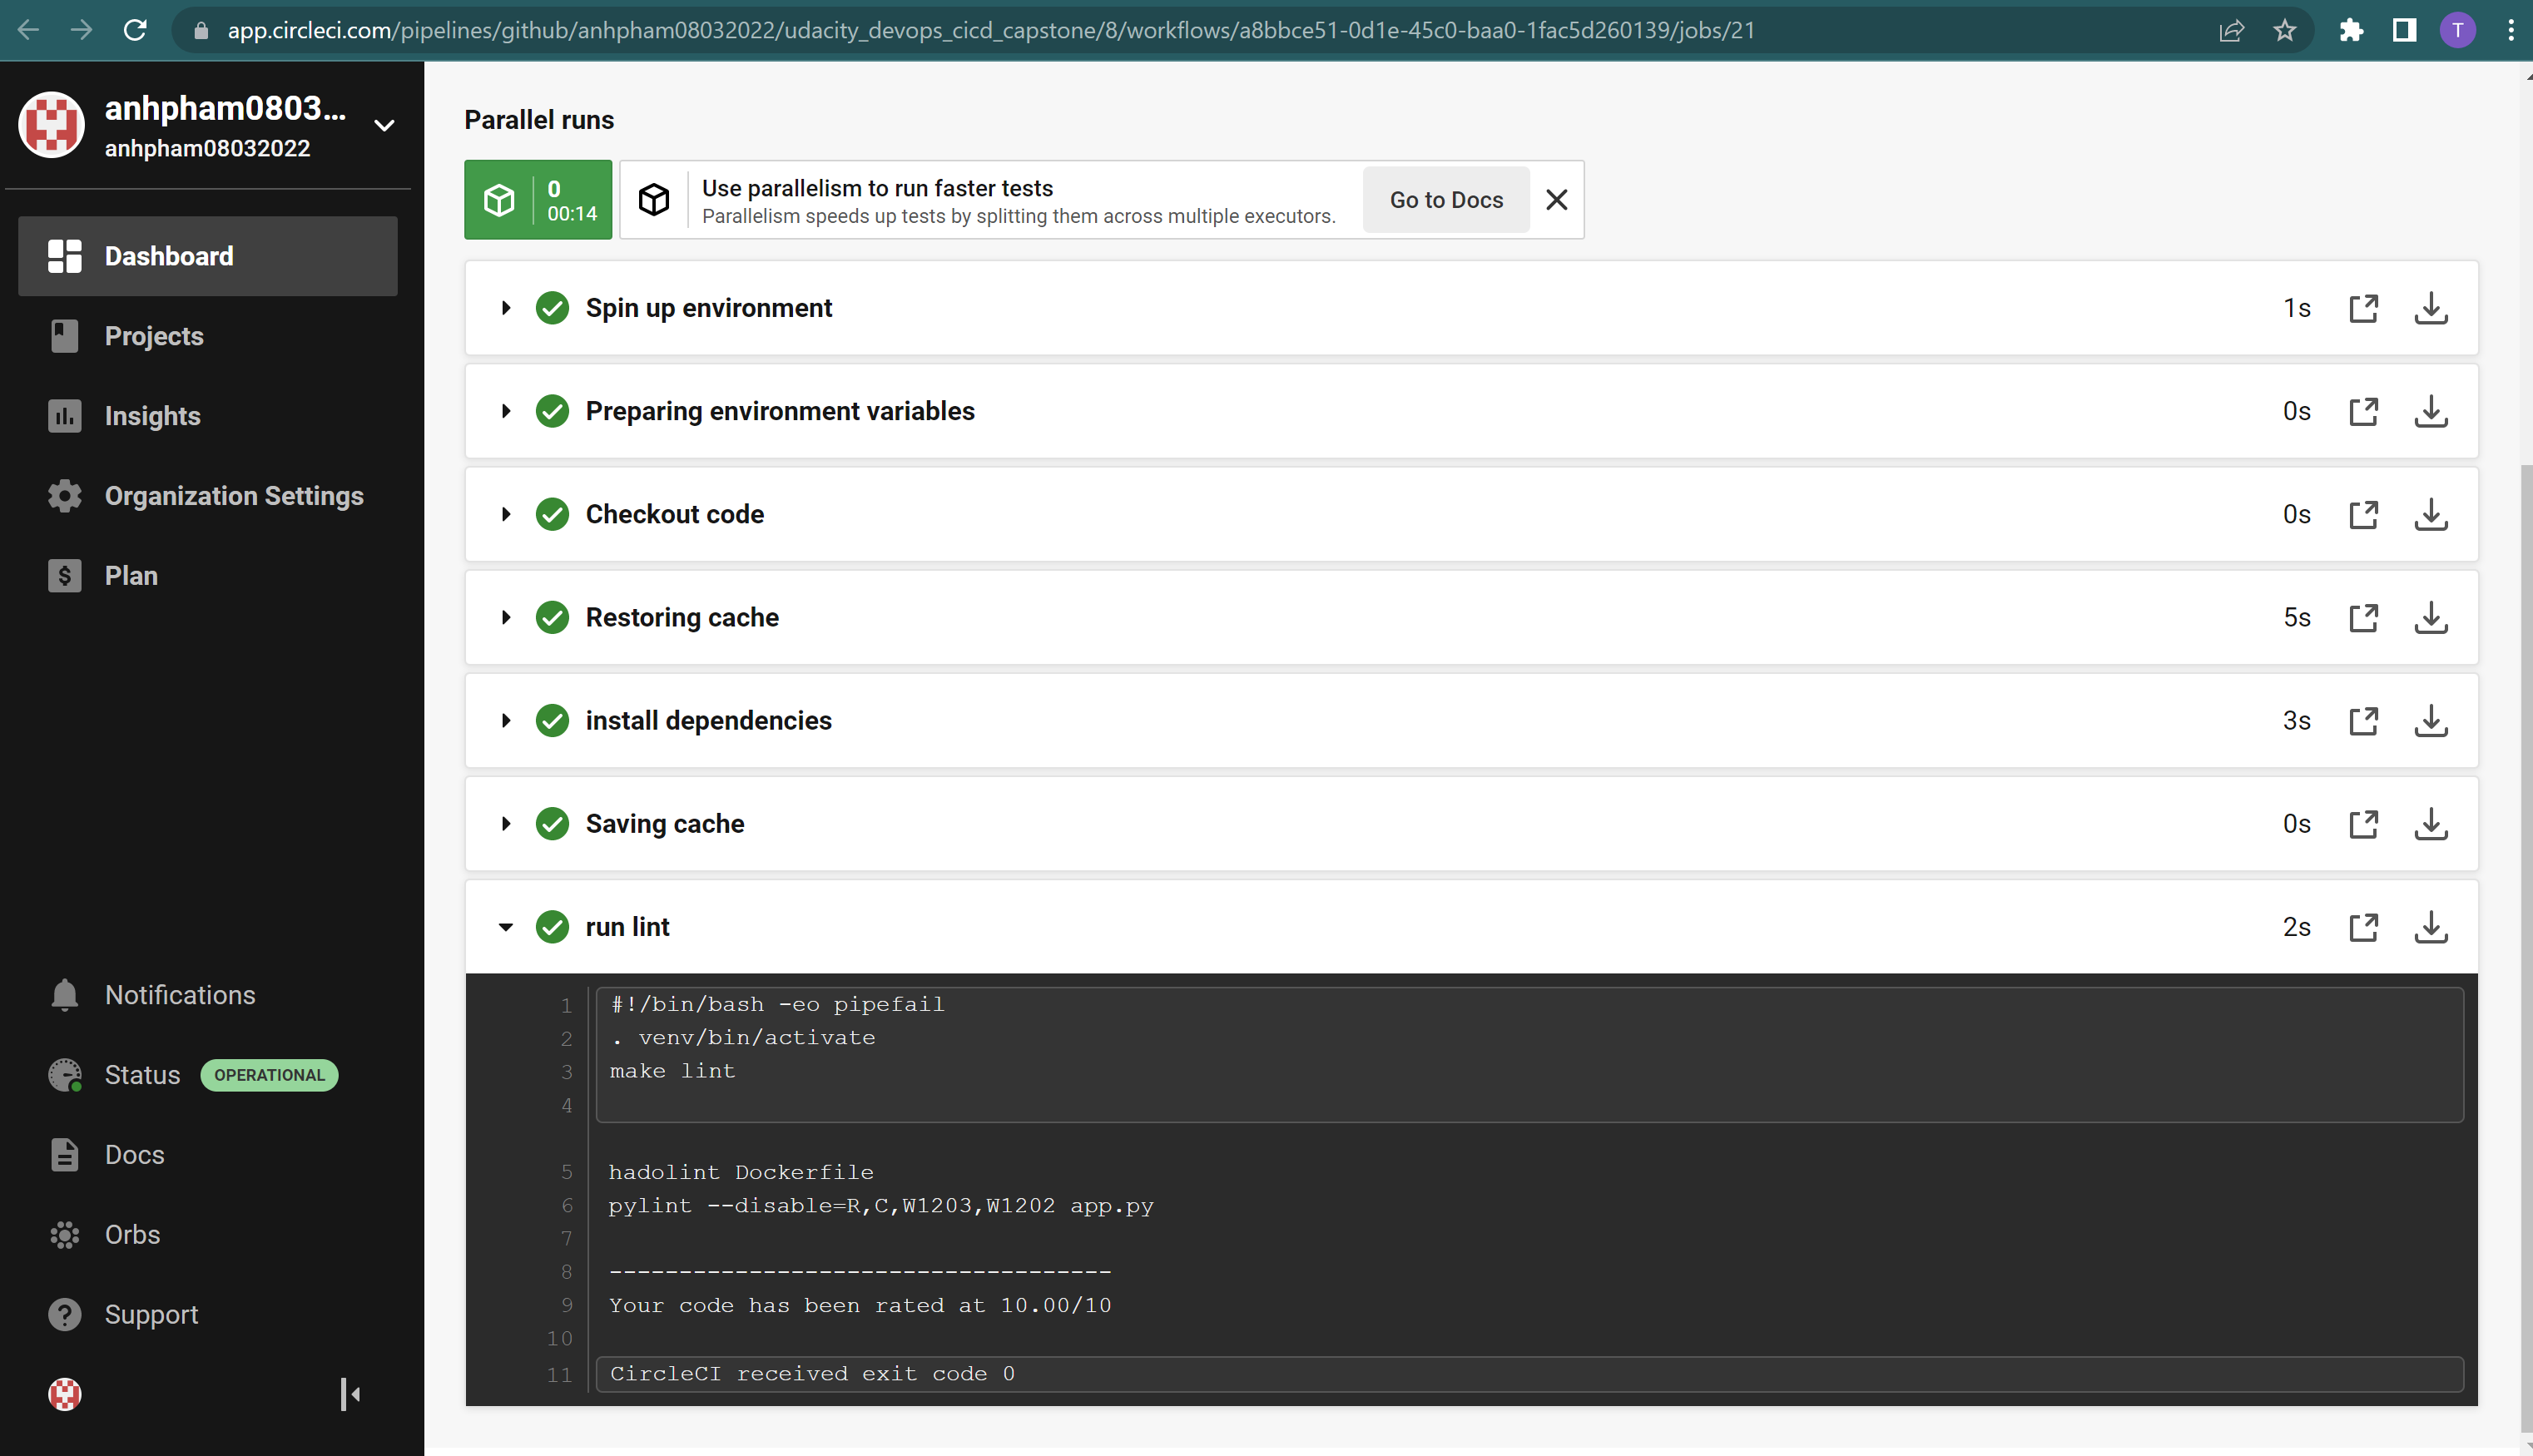 app.circleci.com/pipelines/github/anhpham08032022/udacity_devops_cicd_capstone/8/workflows/a8bbce51-0d1e-45c0-baa0-1fac5d260139/jobs/21
T
anhpham0803...
anhpham08032022
Dashboard
Projects
Insights
Organization Settings
Plan
Notifications
Status OPERATIONAL
Docs
Orbs
Support
Parallel runs
0
00:14
Use parallelism to run faster tests
Parallelism speeds up tests by splitting them across multiple executors.
Go to Docs
Spin up environment 1s
Preparing environment variables 0s
Checkout code 0s
Restoring cache 5s
install dependencies 3s
Saving cache 0s
run lint 2s
1 #!/bin/bash -eo pipefail
2 . venv/bin/activate
3 make lint
4
5 hadolint Dockerfile
6 pylint --disable=R,C,W1203,W1202 app.py
7
8 ------------------------------------
9 Your code has been rated at 10.00/10
10
11 CircleCI received exit code 0